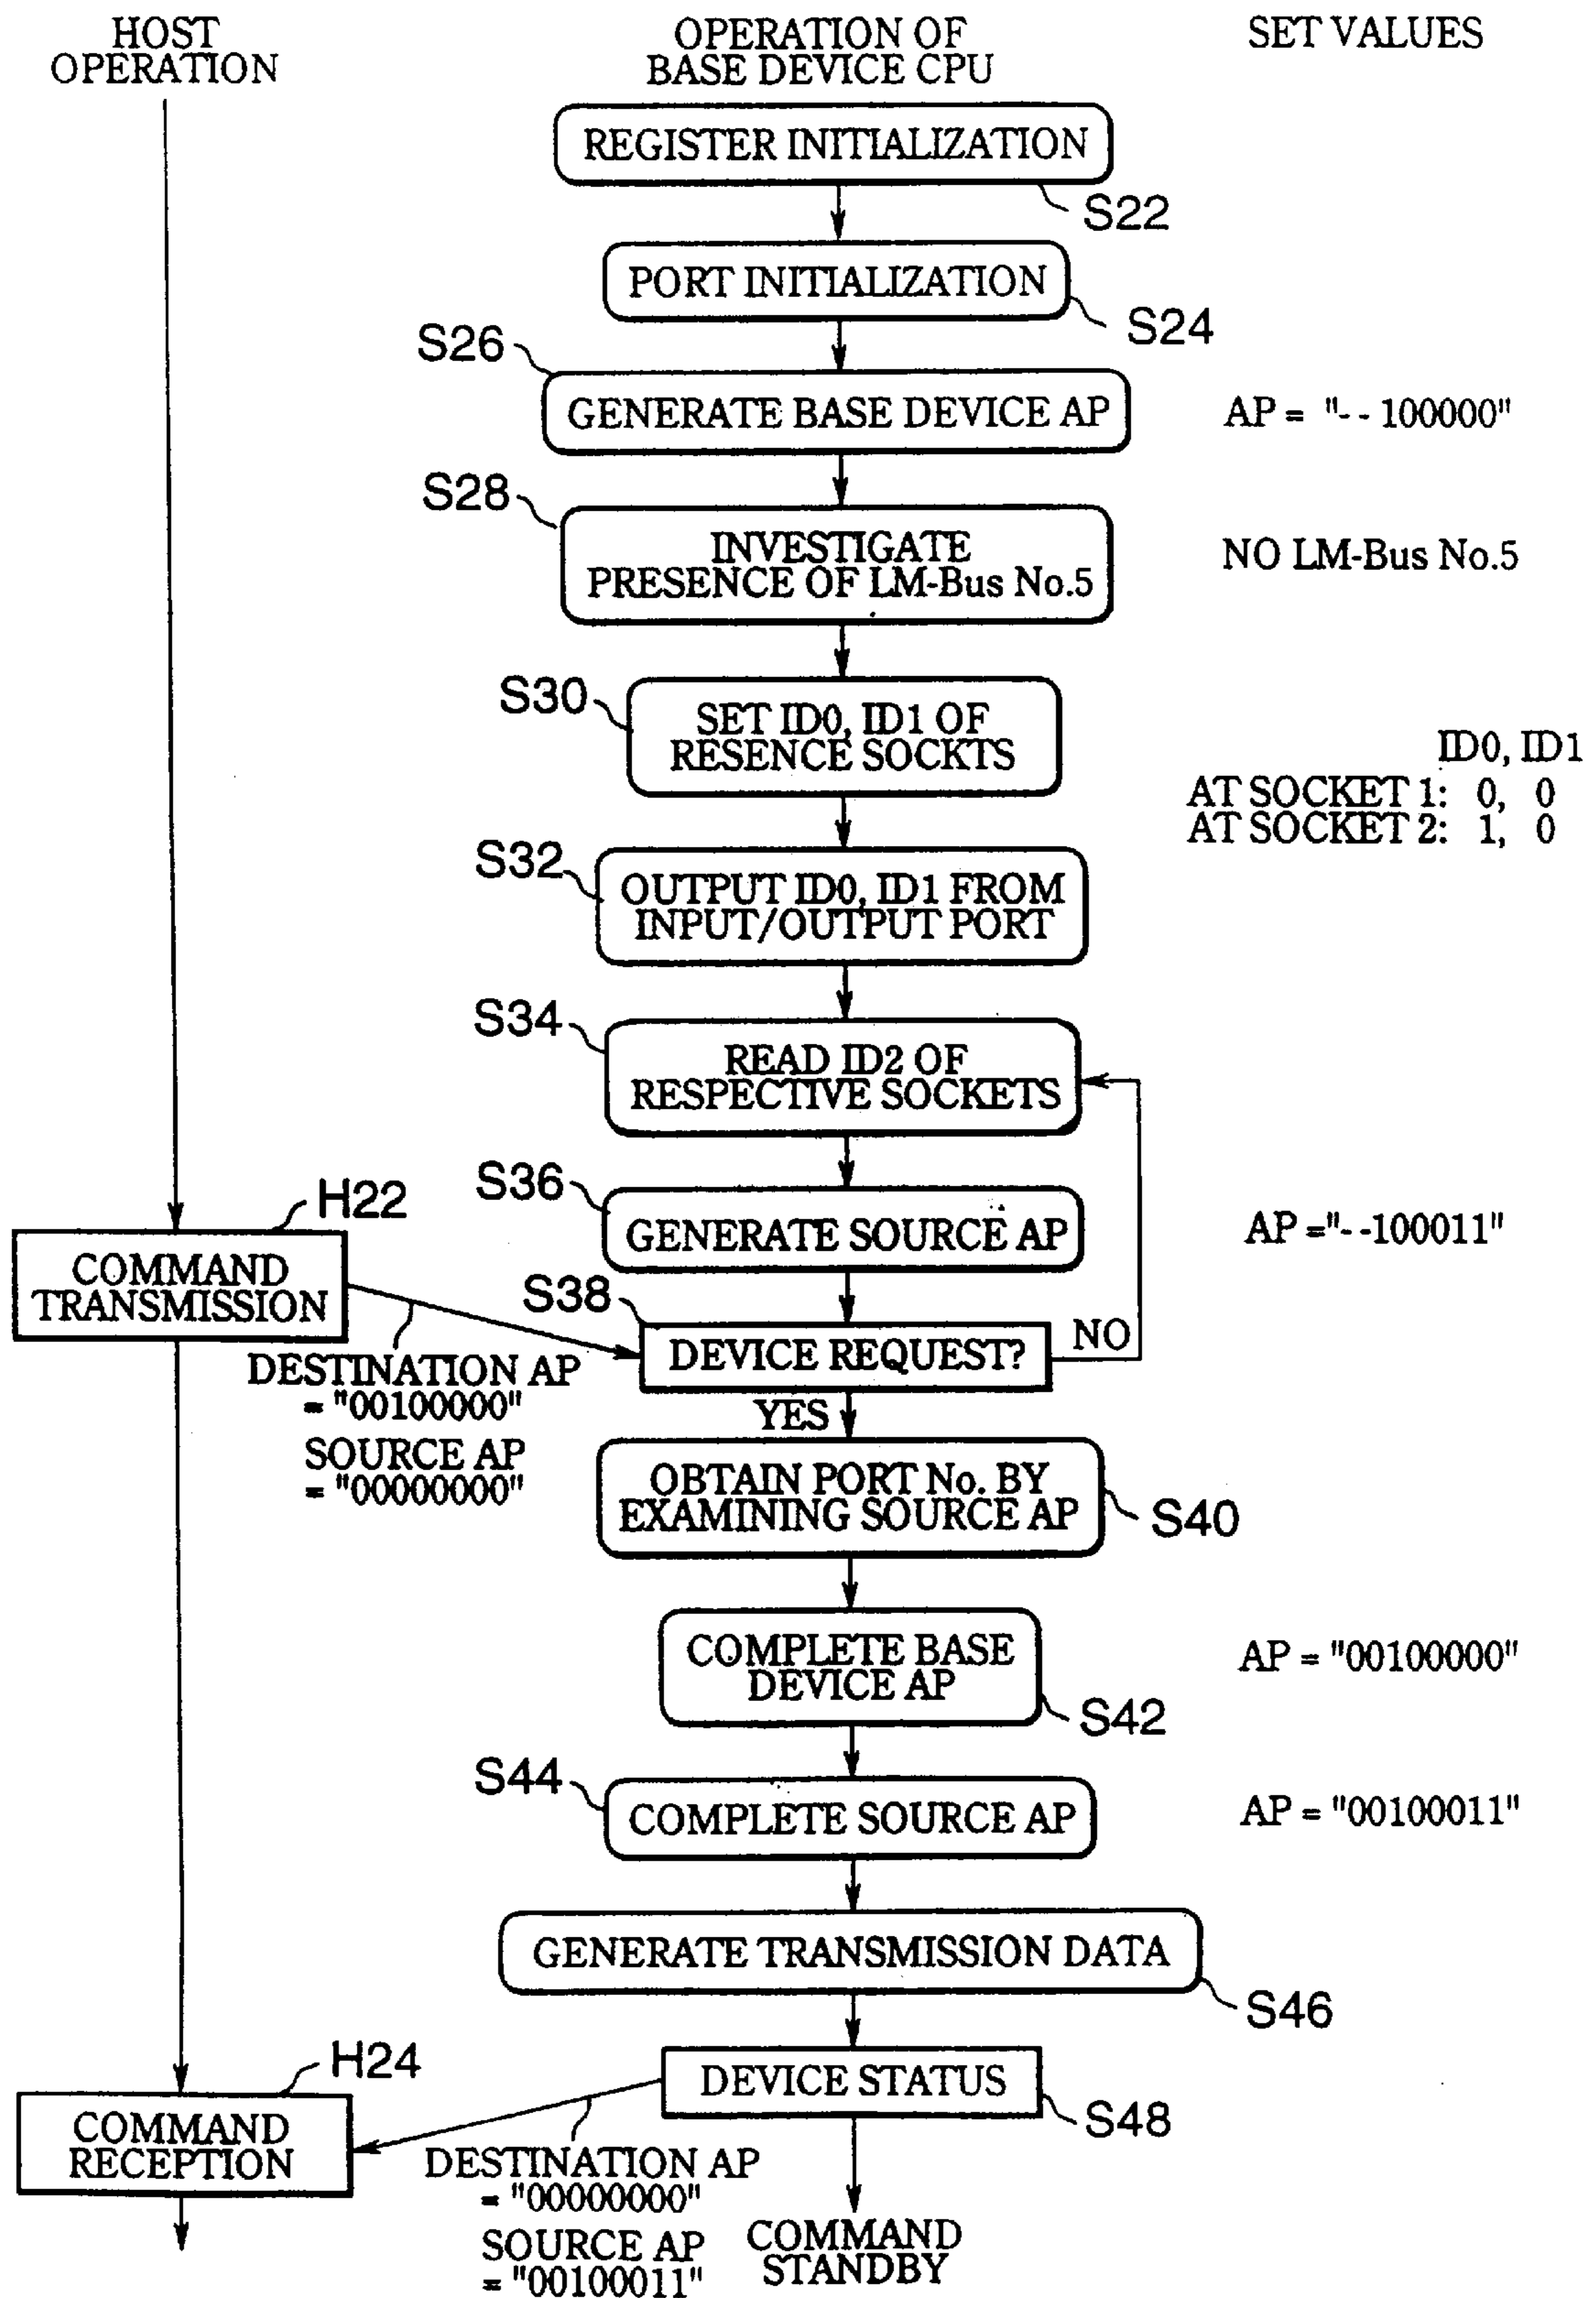 HOST
OPERATION
OPERATION OF
BASE DEVICE CPU
SET VALUES
REGISTER INITIALIZATION
S22
PORT INITIALIZATION
S24
S26
GENERATE BASE DEVICE AP
AP = "- - 100000"
S28
INVESTIGATE
PRESENCE OF LM-Bus No.5
NO LM-Bus No.5
S30
SET ID0, ID1 OF
RESENCE SOCKTS
ID0, ID1
AT SOCKET 1: 0, 0
AT SOCKET 2: 1, 0
S32
OUTPUT ID0, ID1 FROM
INPUT/OUTPUT PORT
S34
READ ID2 OF
RESPECTIVE SOCKETS
S36
GENERATE SOURCE AP
AP ="--100011"
H22
COMMAND
TRANSMISSION
S38
DEVICE REQUEST?
NO
DESTINATION AP
= "00100000"
SOURCE AP
= "00000000"
YES
OBTAIN PORT No. BY
EXAMINING SOURCE AP
S40
COMPLETE BASE
DEVICE AP
S42
AP = "00100000"
S44
COMPLETE SOURCE AP
AP = "00100011"
GENERATE TRANSMISSION DATA
S46
H24
COMMAND
RECEPTION
DEVICE STATUS
S48
DESTINATION AP
= "00000000"
SOURCE AP
= "00100011"
COMMAND
STANDBY